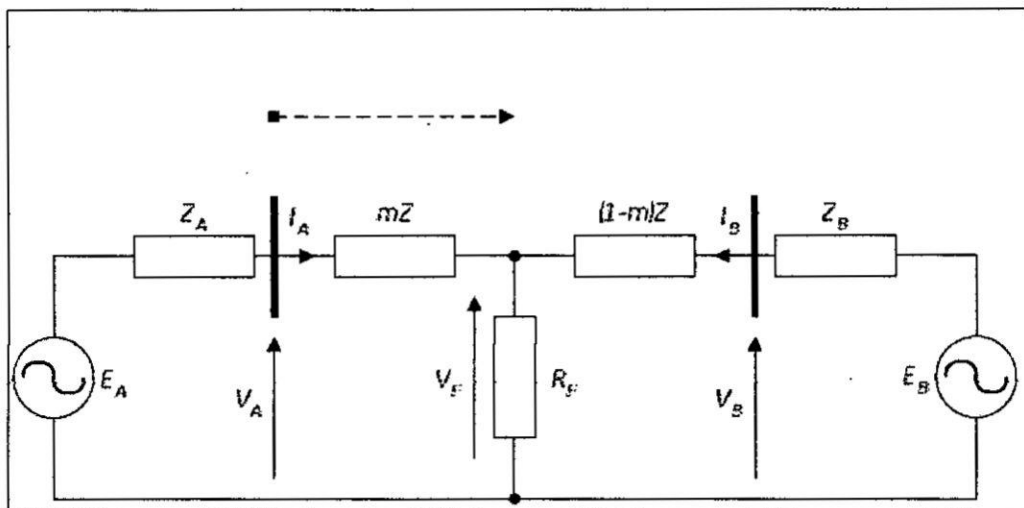 Z_A I_A mZ (1-m)Z I_B Z_B
E_A V_A V_F R_F V_B E_B